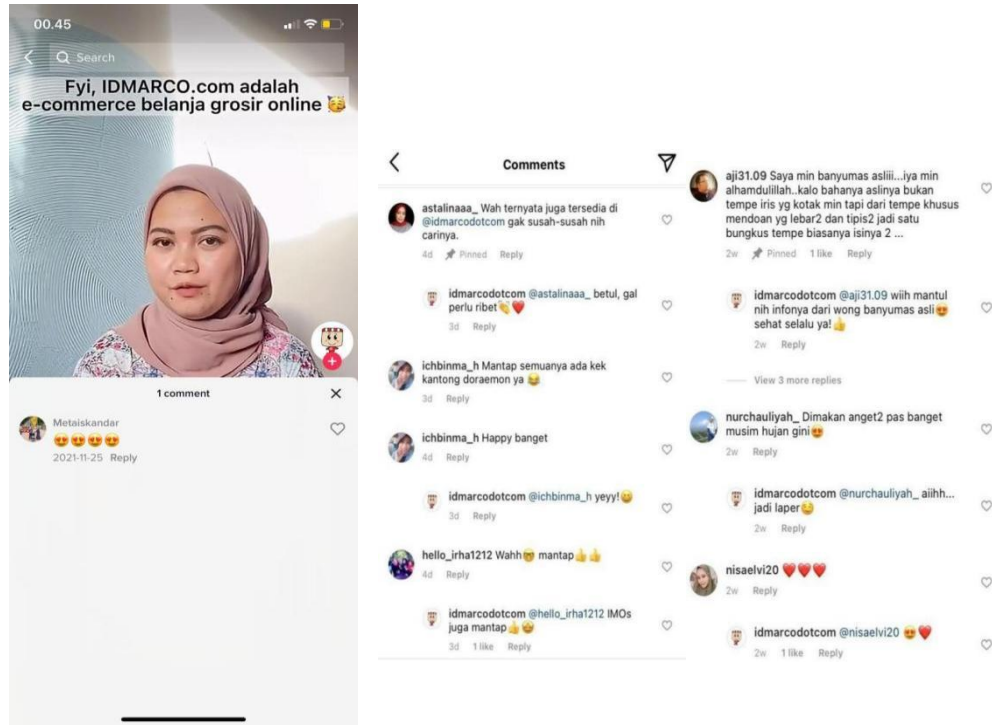 00.45
Search
Fyi, IDMARCO.com adalah
e-commerce belanja grosir online 🥳
1 comment
Metaiskandar
😍😍😍😍
2021-11-25 Reply
Comments
astalinaaa_ Wah ternyata juga tersedia di
@idmarcodotcom gak susah-susah nih
carinya.
4d Pinned Reply
idmarcodotcom @astalinaaa_ betul, gal
perlu ribet👏❤️
3d Reply
ichbinma_h Mantap semuanya ada kek
kantong doraemon ya 😂
3d Reply
ichbinma_h Happy banget
4d Reply
idmarcodotcom @ichbinma_h yeyy!😄
3d Reply
hello_irha1212 Wahh🤓 mantap👍👍
4d Reply
idmarcodotcom @hello_irha1212 IMOs
juga mantap👍🤩
3d 1 like Reply
aji31.09 Saya min banyumas asliii...iya min
alhamdulillah..kalo bahanya aslinya bukan
tempe iris yg kotak min tapi dari tempe khusus
mendoan yg lebar2 dan tipis2 jadi satu
bungkus tempe biasanya isinya 2 ...
2w Pinned 1 like Reply
idmarcodotcom @aji31.09 wiih mantul
nih infonya dari wong banyumas asli😍
sehat selalu ya!👍
2w Reply
View 3 more replies
nurchauliyah_ Dimakan anget2 pas banget
musim hujan gini😍
2w Reply
idmarcodotcom @nurchauliyah_ aiihh...
jadi laper😋
2w Reply
nisaelvi20 ❤️❤️❤️
2w Reply
idmarcodotcom @nisaelvi20 😍❤️
2w 1 like Reply